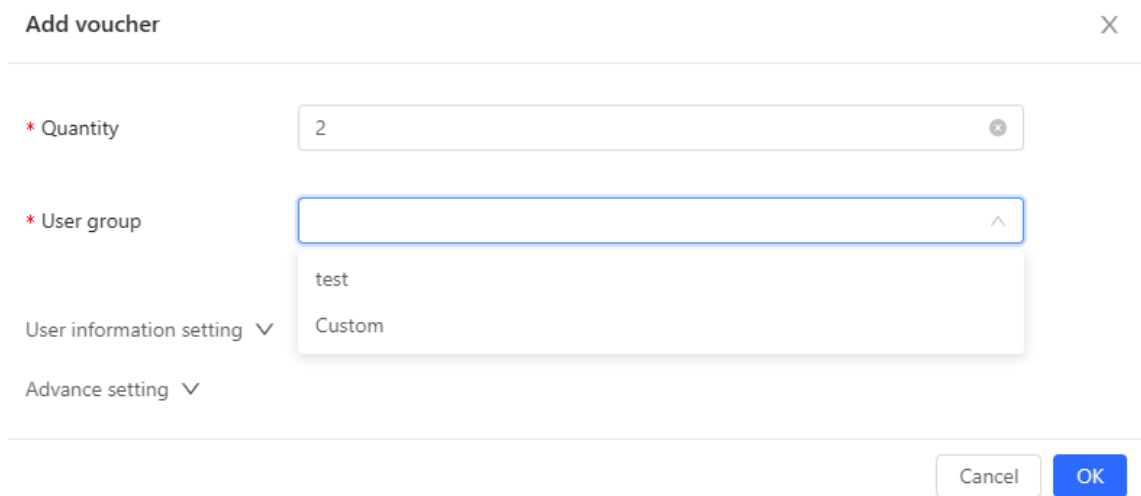 Add voucher
* Quantity
2
* User group
test
Custom
User information setting
Advance setting
Cancel
OK